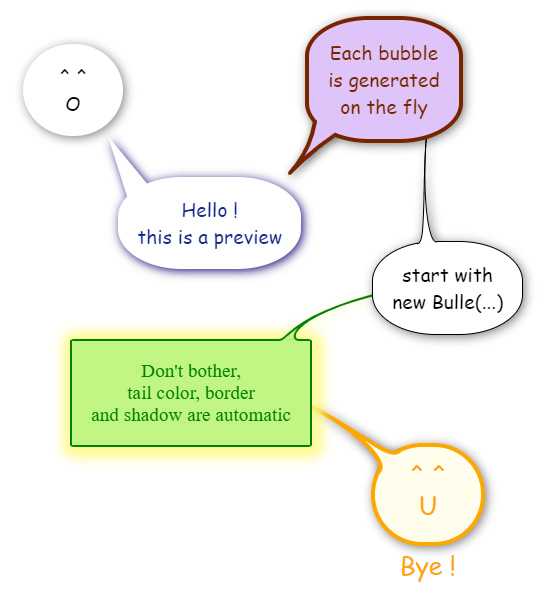 ^ ^
O
Each bubble
is generated
on the fly
Hello !
this is a preview
start with
new Bulle(...)
Don't bother,
tail color, border
and shadow are automatic
^ ^
U
Bye !